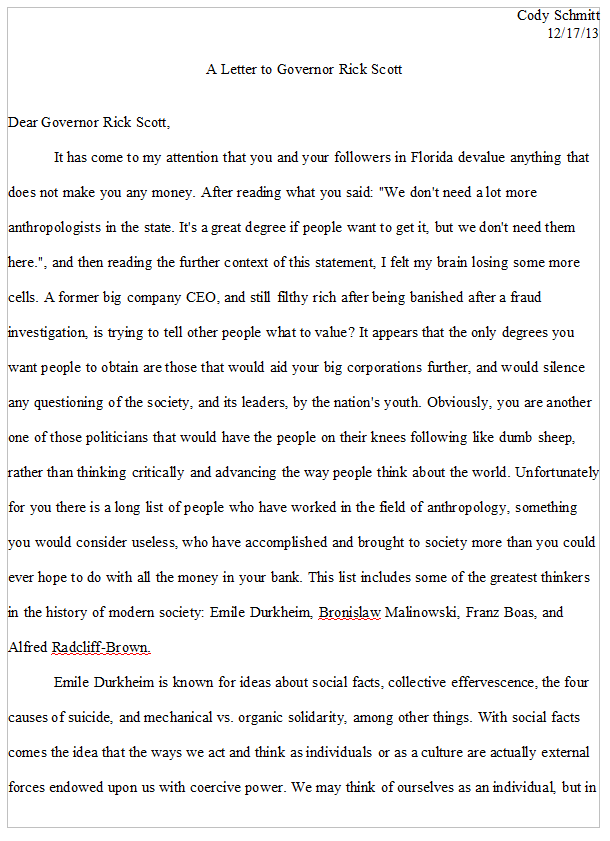 Cody Schmitt
12/17/13
A Letter to Governor Rick Scott
Dear Governor Rick Scott,
It has come to my attention that you and your followers in Florida devalue anything that
does not make you any money. After reading what you said: "We don't need a lot more
anthropologists in the state. It's a great degree if people want to get it, but we don't need them
here.", and then reading the further context of this statement, I felt my brain losing some more
cells. A former big company CEO, and still filthy rich after being banished after a fraud
investigation, is trying to tell other people what to value? It appears that the only degrees you
want people to obtain are those that would aid your big corporations further, and would silence
any questioning of the society, and its leaders, by the nation's youth. Obviously, you are another
one of those politicians that would have the people on their knees following like dumb sheep,
rather than thinking critically and advancing the way people think about the world. Unfortunately
for you there is a long list of people who have worked in the field of anthropology, something
you would consider useless, who have accomplished and brought to society more than you could
ever hope to do with all the money in your bank. This list includes some of the greatest thinkers
in the history of modern society: Emile Durkheim, Bronislaw Malinowski, Franz Boas, and
Alfred Radcliff-Brown.
Emile Durkheim is known for ideas about social facts, collective effervescence, the four
causes of suicide, and mechanical vs. organic solidarity, among other things. With social facts
comes the idea that the ways we act and think as individuals or as a culture are actually external
forces endowed upon us with coercive power. We may think of ourselves as an individual, but in